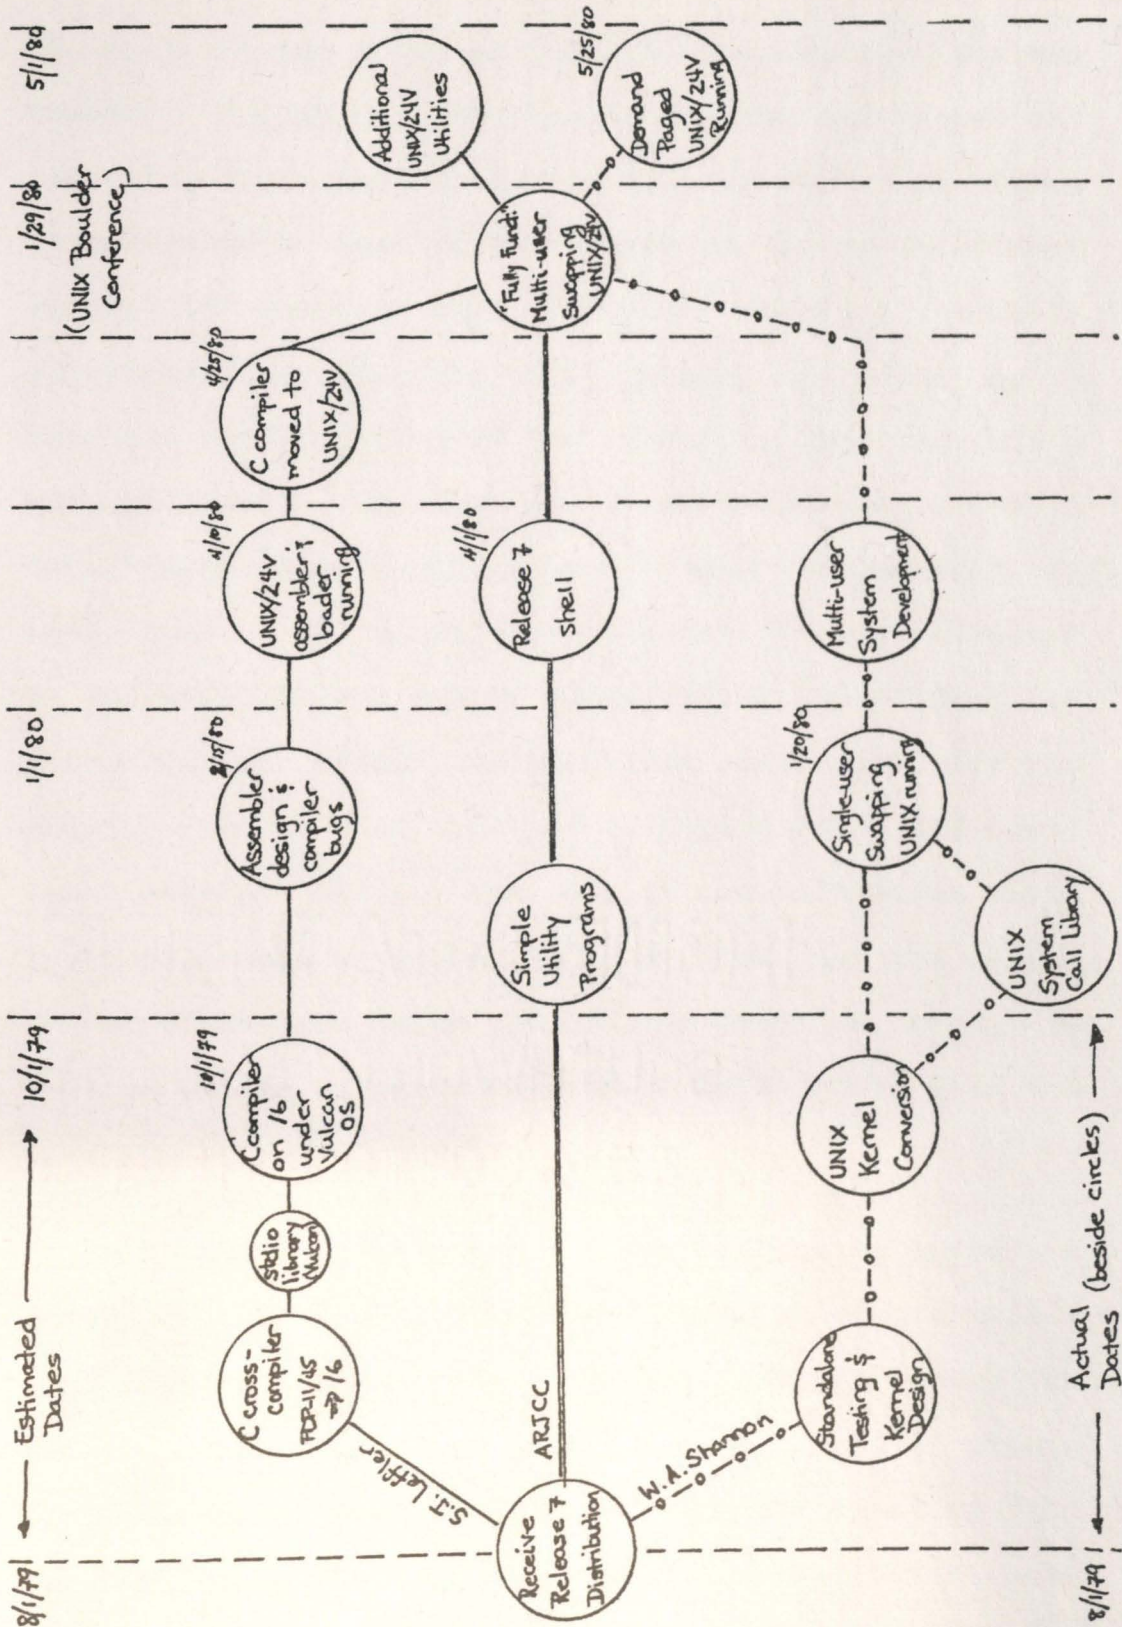 8/1/79
Estimated
Dates
10/1/79
1/1/80
1/29/80
(UNIX Boulder
Conference)
5/1/80
C cross-
compiler
PDP-11/45
⇒ /6
stdio
library
(Vulcan)
10/1/79
C compiler
on /6
under
Vulcan
OS
2/15/80
Assembler
design &
compiler
bugs
4/10/80
UNIX/24V
assembler &
loader
running
4/25/80
C compiler
moved to
UNIX/24V
Additional
UNIX/24V
Utilities
S.J. Leffler
Receive
Release 7
Distribution
ARJCC
Simple
Utility
Programs
4/1/80
Release 7
shell
"Fully Func."
Multi-user
Swapping
UNIX/24V
5/25/80
Demand
Paged
UNIX/24V
Running
W.A. Shannon
Standalone
Testing &
Kernel
Design
UNIX
Kernel
Conversion
1/20/80
Single-user
Swapping
UNIX running
Multi-user
System
Development
UNIX
System
Call Library
8/1/79
Actual (beside circles)
Dates